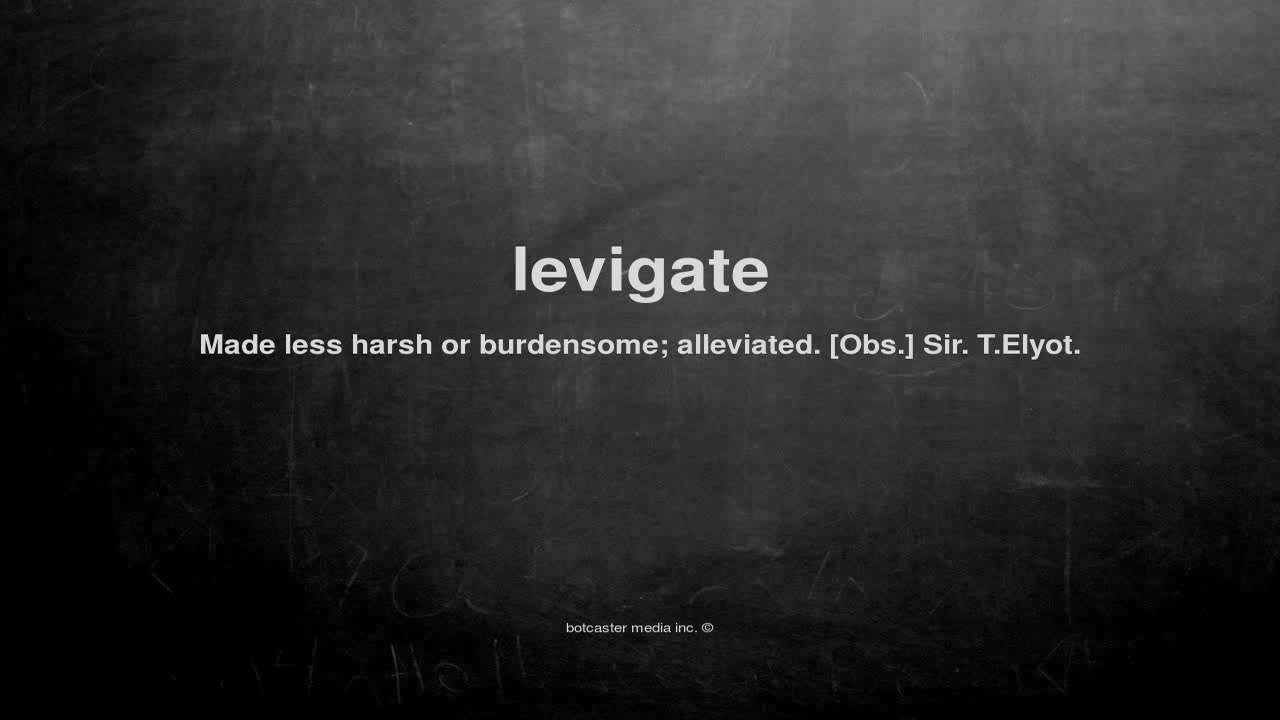 levigate
Made less harsh or burdensome; alleviated. [Obs.] Sir. T.Elyot.
botcaster media inc. ©